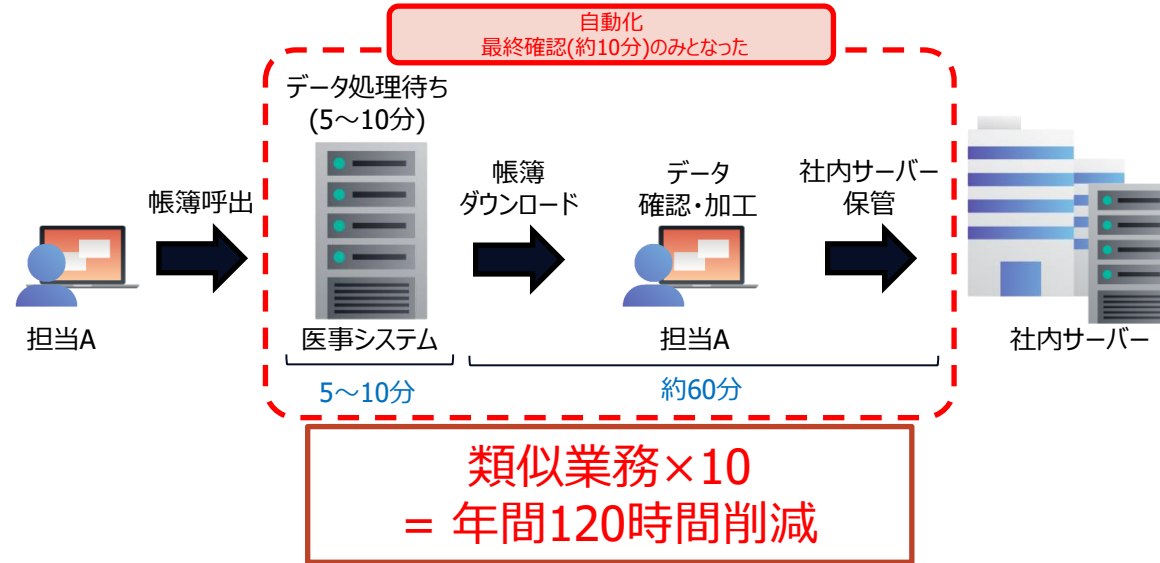 自動化
最終確認(約10分)のみとなった
データ処理待ち
(5～10分)
帳簿呼出
帳簿
ダウンロード
データ
確認・加工
社内サーバー
保管
担当A
医事システム
担当A
社内サーバー
5～10分
約60分
類似業務×10
= 年間120時間削減